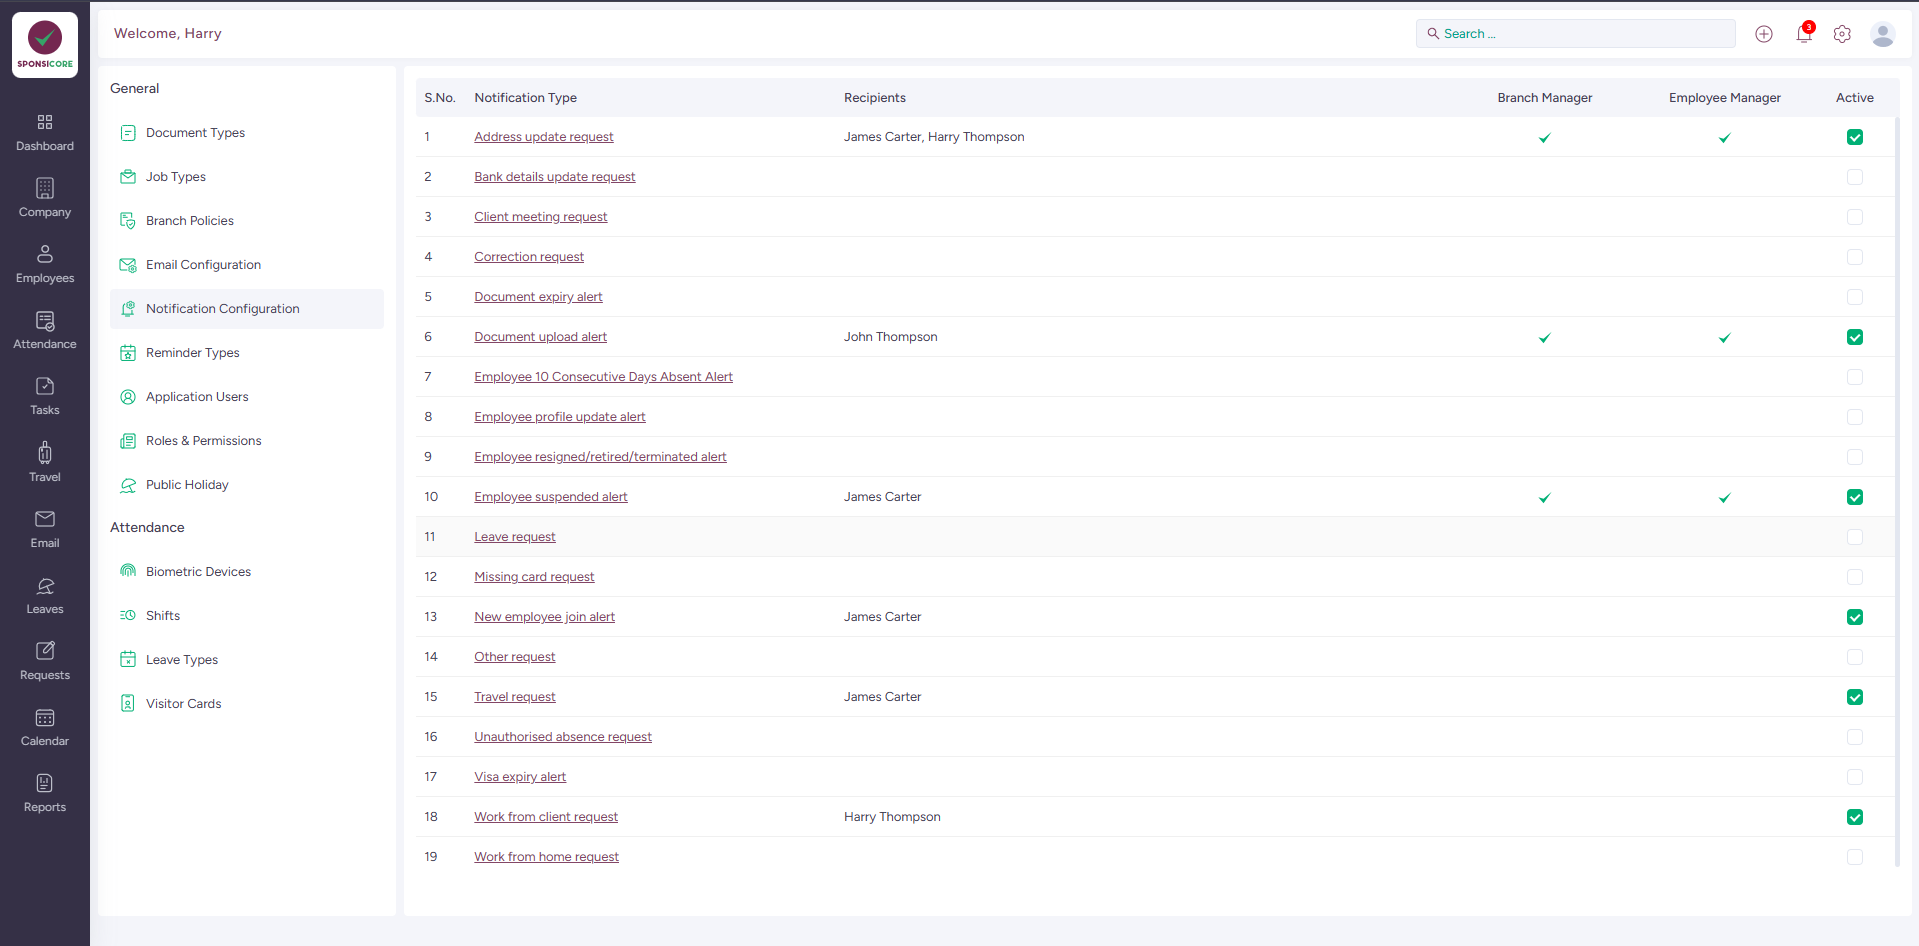 SPONSICORE
Dashboard
Company
Employees
Attendance
Tasks
Travel
Email
Leaves
Requests
Calendar
Reports
Welcome, Harry
Search ...
3
General
Document Types
Job Types
Branch Policies
Email Configuration
Notification Configuration
Reminder Types
Application Users
Roles & Permissions
Public Holiday
Attendance
Biometric Devices
Shifts
Leave Types
Visitor Cards
S.No. Notification Type Recipients Branch Manager Employee Manager Active
1 Address update request James Carter, Harry Thompson
2 Bank details update request
3 Client meeting request
4 Correction request
5 Document expiry alert
6 Document upload alert John Thompson
7 Employee 10 Consecutive Days Absent Alert
8 Employee profile update alert
9 Employee resigned/retired/terminated alert
10 Employee suspended alert James Carter
11 Leave request
12 Missing card request
13 New employee join alert James Carter
14 Other request
15 Travel request James Carter
16 Unauthorised absence request
17 Visa expiry alert
18 Work from client request Harry Thompson
19 Work from home request